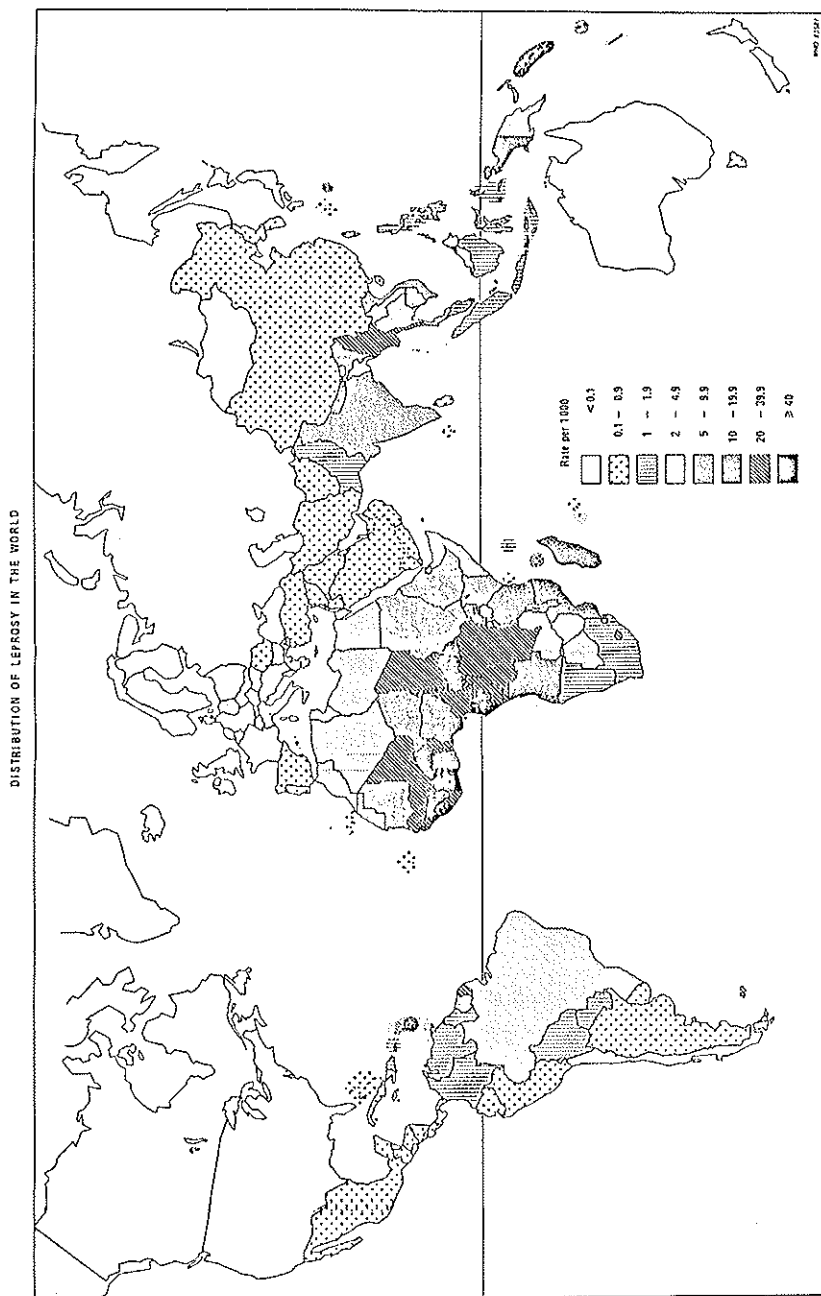 DISTRIBUTION OF LEPROSY IN THE WORLD
Rate per 1000
< 0.1
0.1 – 0.9
1 – 1.9
2 – 4.9
5 – 9.9
10 – 19.9
20 – 39.9
≥ 40